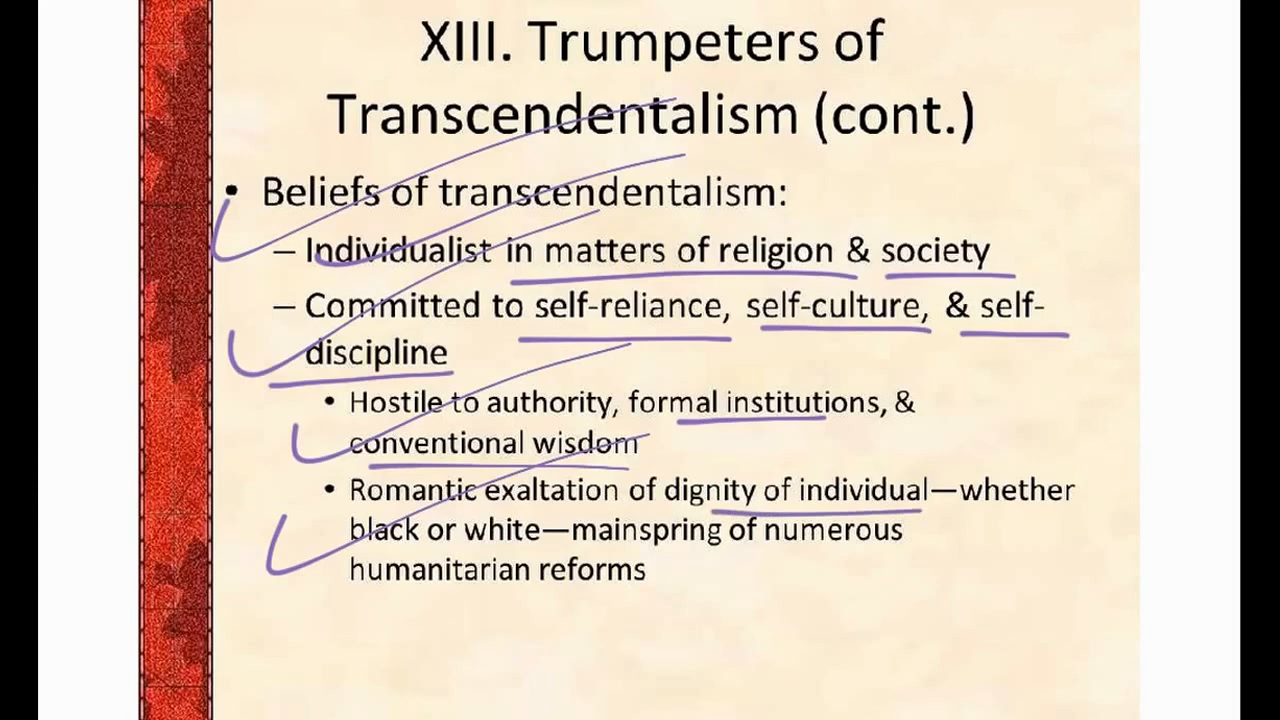 XIII. Trumpeters of
Transcendentalism (cont.)
• Beliefs of transcendentalism:
– Individualist in matters of religion & society
– Committed to self-reliance, self-culture, & self-
discipline
• Hostile to authority, formal institutions, &
conventional wisdom
• Romantic exaltation of dignity of individual—whether
black or white—mainspring of numerous
humanitarian reforms